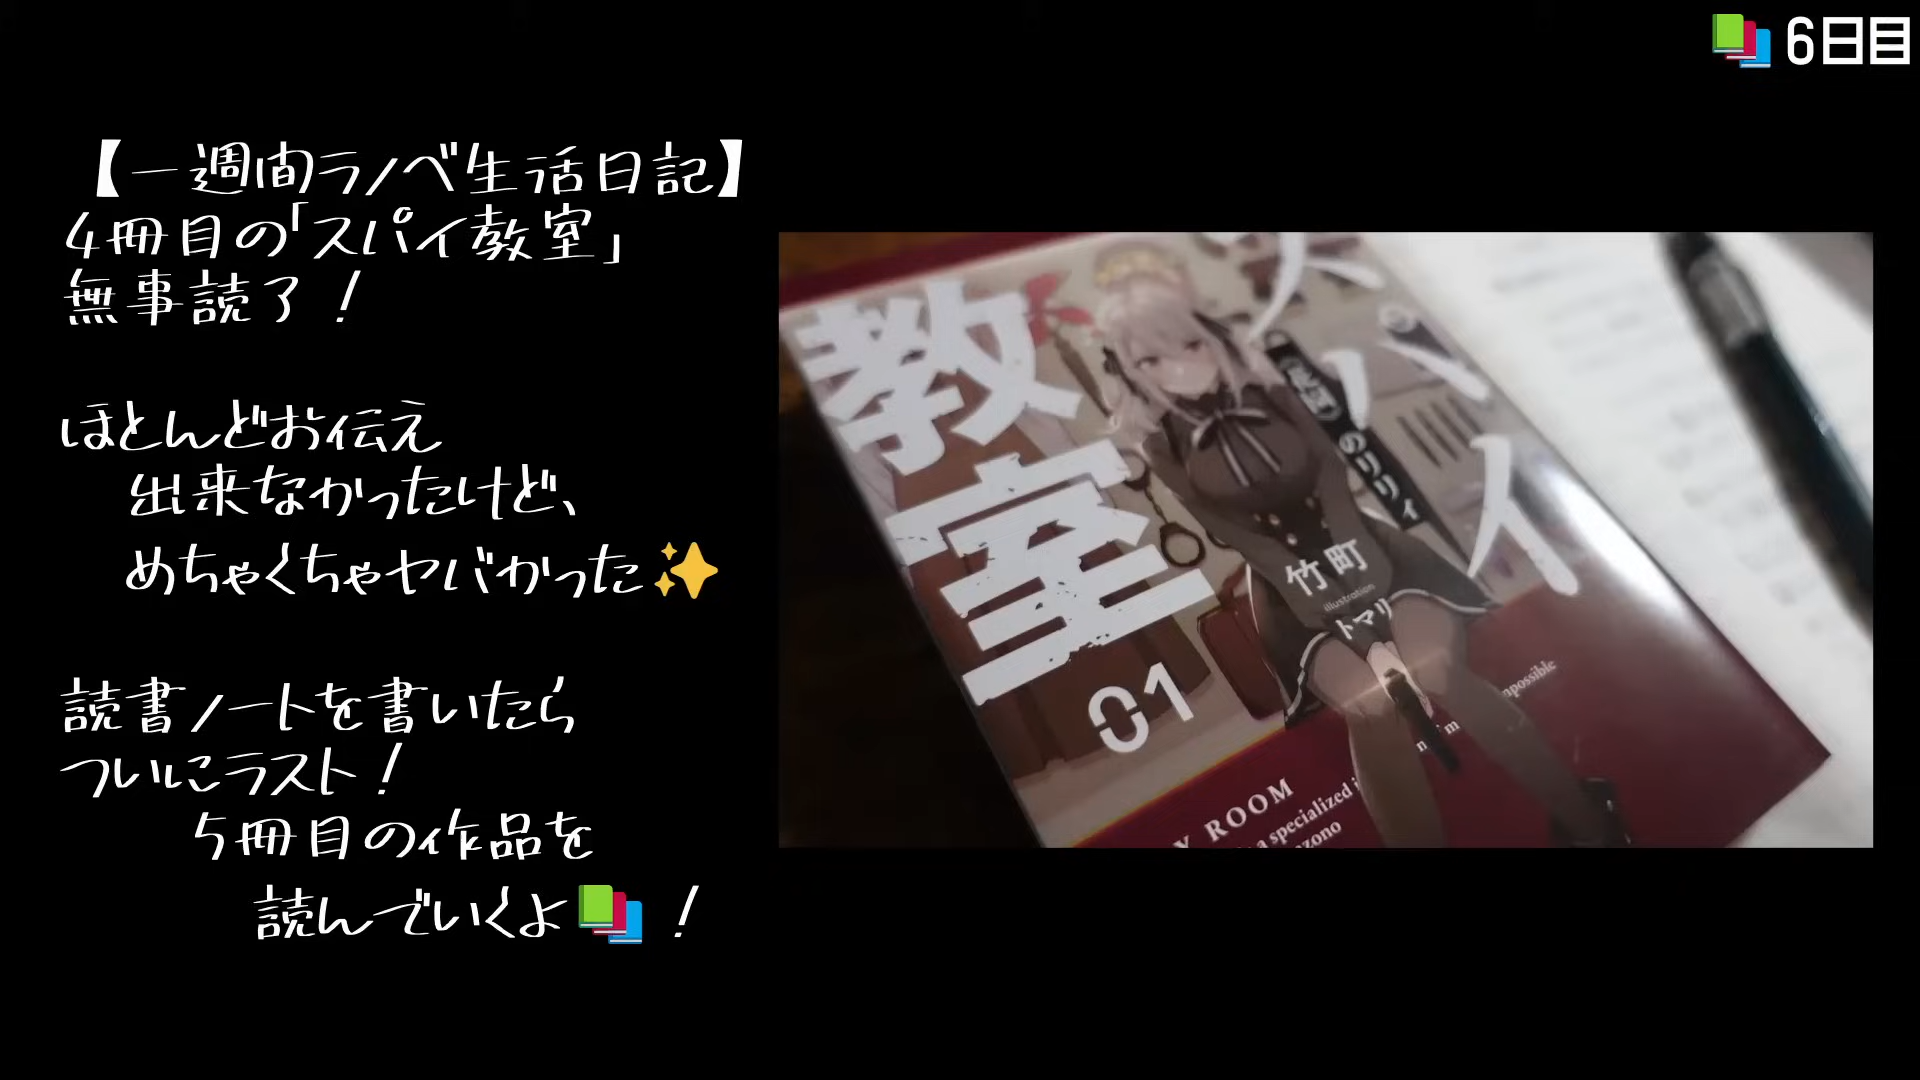 📚 6日目
【一週間ラノベ生活日記】
4冊目の「スパイ教室」
無事読了！
ほとんどお伝え
出来なかったけど、
めちゃくちゃヤバかった✨
読書ノートを書いたら
ついにラスト！
5冊目の作品を
読んでいくよ📚！
スパイ
教室
のリリィ
竹町
illustration
トマリ
01
ROOM
a specialized
mpossible